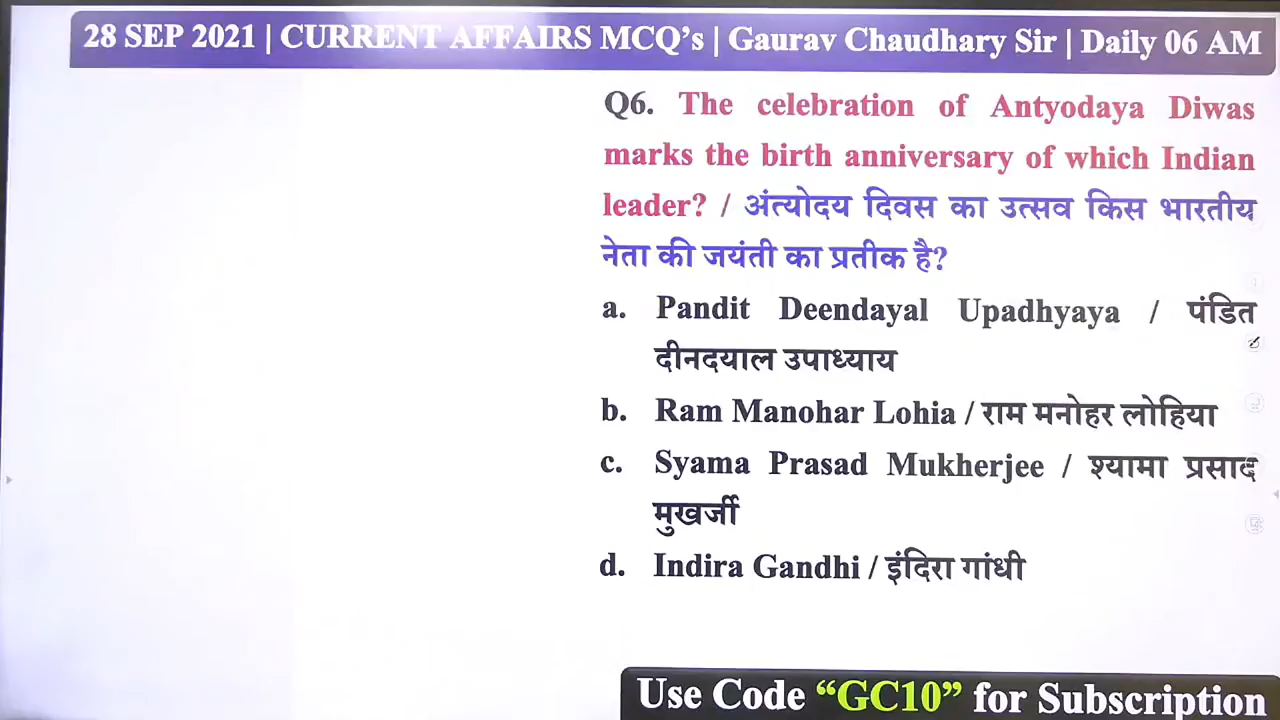 28 SEP 2021 | CURRENT AFFAIRS MCQ’s | Gaurav Chaudhary Sir | Daily 06 AM
Q6. The celebration of Antyodaya Diwas
marks the birth anniversary of which Indian
leader? / अंत्योदय दिवस का उत्सव किस भारतीय
नेता की जयंती का प्रतीक है?
a. Pandit Deendayal Upadhyaya / पंडित
दीनदयाल उपाध्याय
b. Ram Manohar Lohia / राम मनोहर लोहिया
c. Syama Prasad Mukherjee / श्यामा प्रसाद
मुखर्जी
d. Indira Gandhi / इंदिरा गांधी
Use Code “GC10” for Subscription